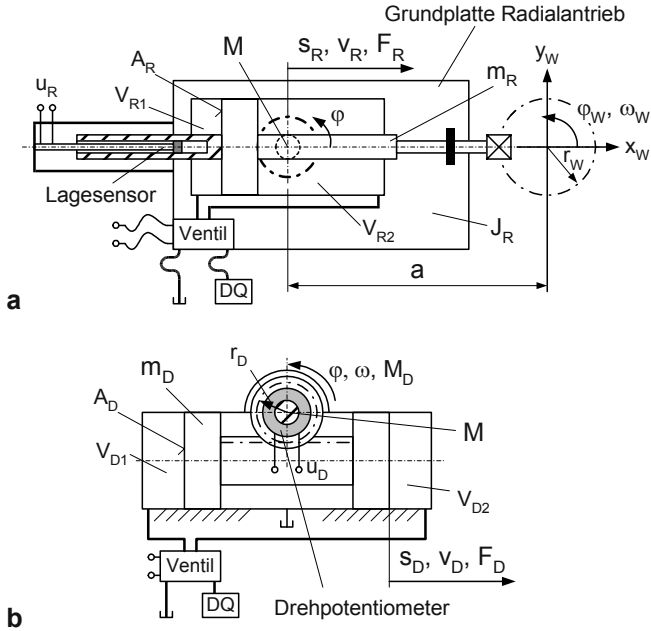 Grundplatte Radialantrieb
s_R, v_R, F_R
M
A_R
m_R
y_W
u_R
V_R1
φ
φ_W, ω_W
x_W
r_W
Lagesensor
V_R2
J_R
Ventil
a
DQ
a
r_D
φ, ω, M_D
m_D
A_D
M
V_D1
u_D
V_D2
Ventil
s_D, v_D, F_D
DQ
Drehpotentiometer
b